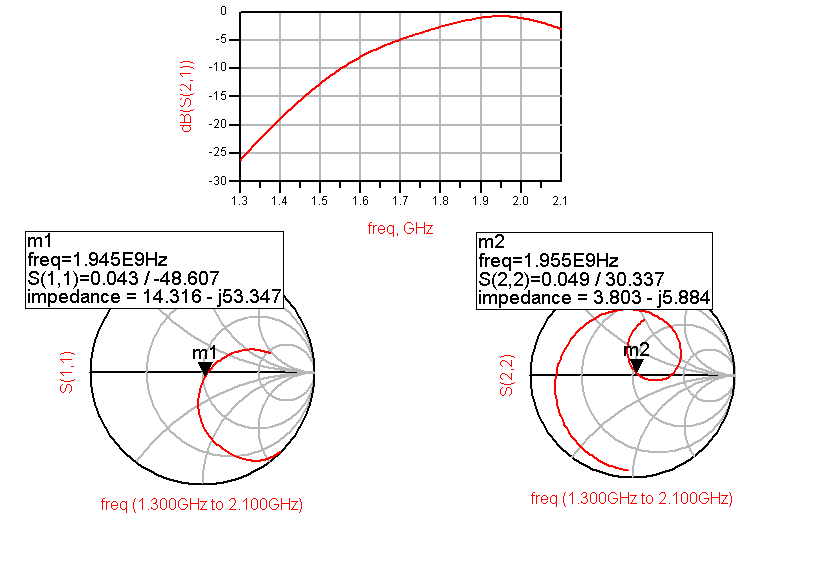 0
-5
-10
-15
-20
-25
-30
dB(S(2,1))
1.3 1.4 1.5 1.6 1.7 1.8 1.9 2.0 2.1
freq, GHz
m1
freq=1.945E9Hz
S(1,1)=0.043 / -48.607
impedance = 14.316 - j53.347
m1
S(1,1)
freq (1.300GHz to 2.100GHz)
m2
freq=1.955E9Hz
S(2,2)=0.049 / 30.337
impedance = 3.803 - j5.884
m2
S(2,2)
freq (1.300GHz to 2.100GHz)